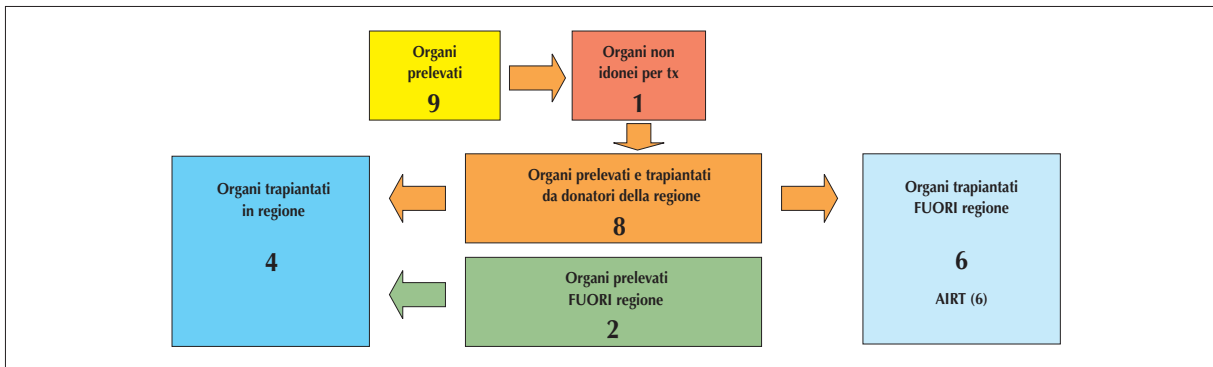 Organi
prelevati
9
Organi non
idonei per tx
1
Organi trapiantati
in regione
4
Organi prelevati e trapiantati
da donatori della regione
8
Organi prelevati
FUORI regione
2
Organi trapiantati
FUORI regione
6
AIRT (6)